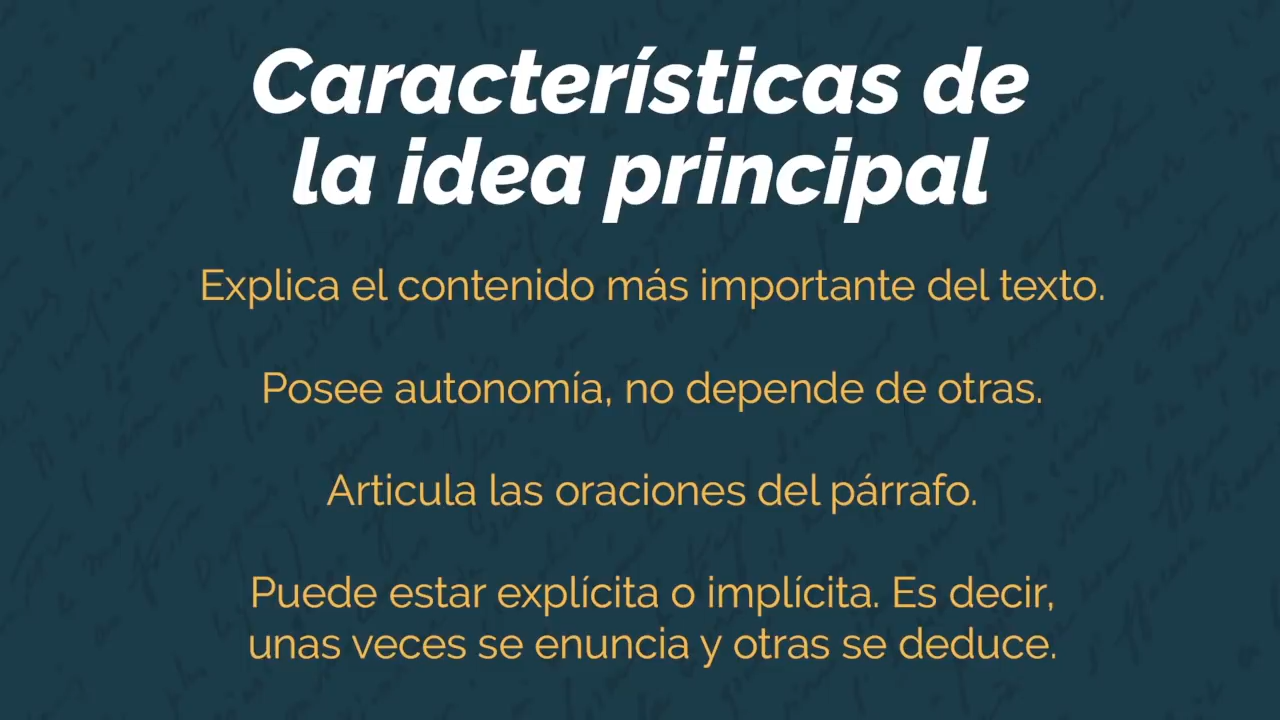 Características de
la idea principal
Explica el contenido más importante del texto.
Posee autonomía, no depende de otras.
Articula las oraciones del párrafo.
Puede estar explícita o implícita. Es decir,
unas veces se enuncia y otras se deduce.